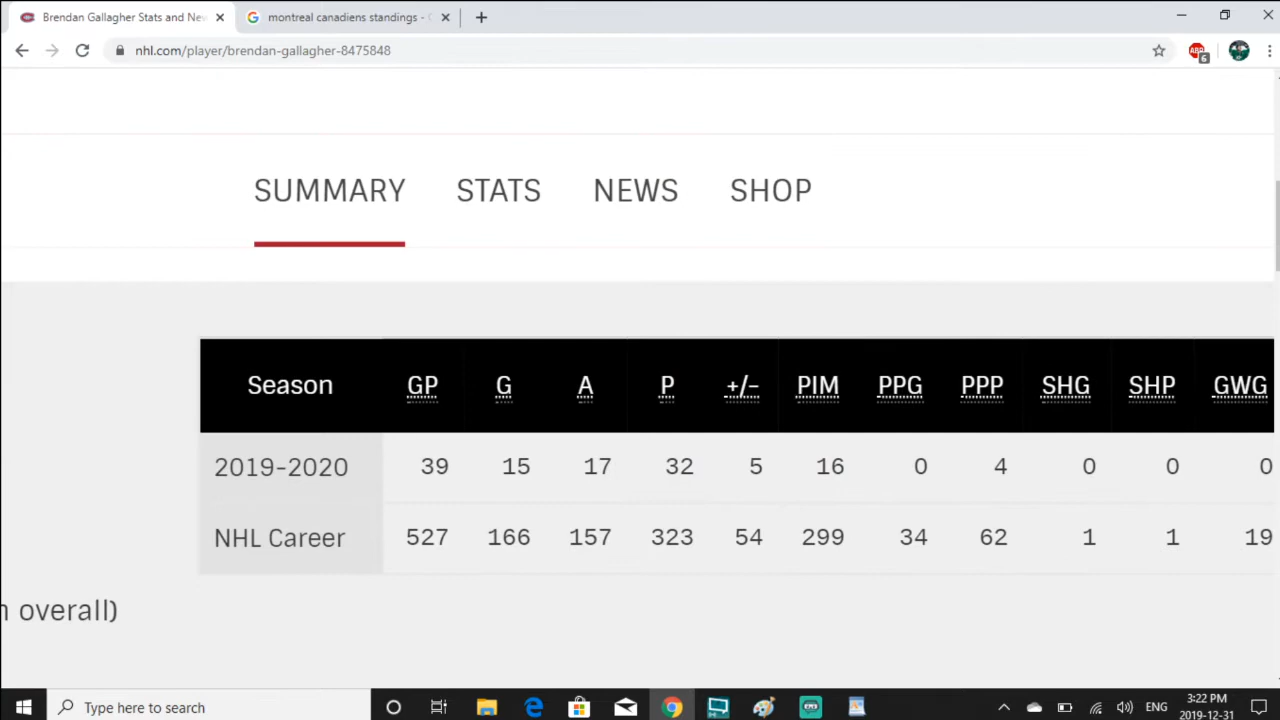 Brendan Gallagher Stats and New
montreal canadiens standings -
nhl.com/player/brendan-gallagher-8475848
ABP
6
SUMMARY STATS NEWS SHOP
Season GP G A P +/- PIM PPG PPP SHG SHP GWG
2019-2020 39 15 17 32 5 16 0 4 0 0 0
NHL Career 527 166 157 323 54 299 34 62 1 1 19
overall)
Type here to search
ENG
3:22 PM
2019-12-31